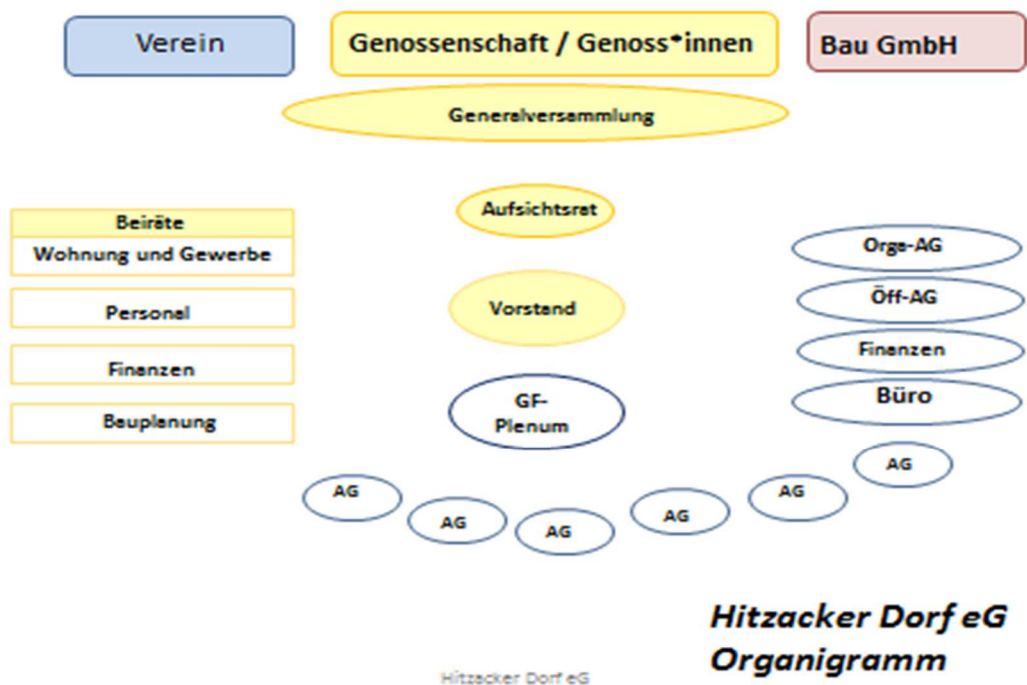 Verein
Genossenschaft / Genoss*innen
Bau GmbH
Generalversammlung
Aufsichtsrat
Vorstand
GF-
Plenum
Beiräte
Wohnung und Gewerbe
Personal
Finanzen
Bauplanung
Orga-AG
Öff-AG
Finanzen
Büro
AG
AG
AG
AG
AG
AG
Hitzacker Dorf eG
Organigramm
Hitzacker Dorf eG